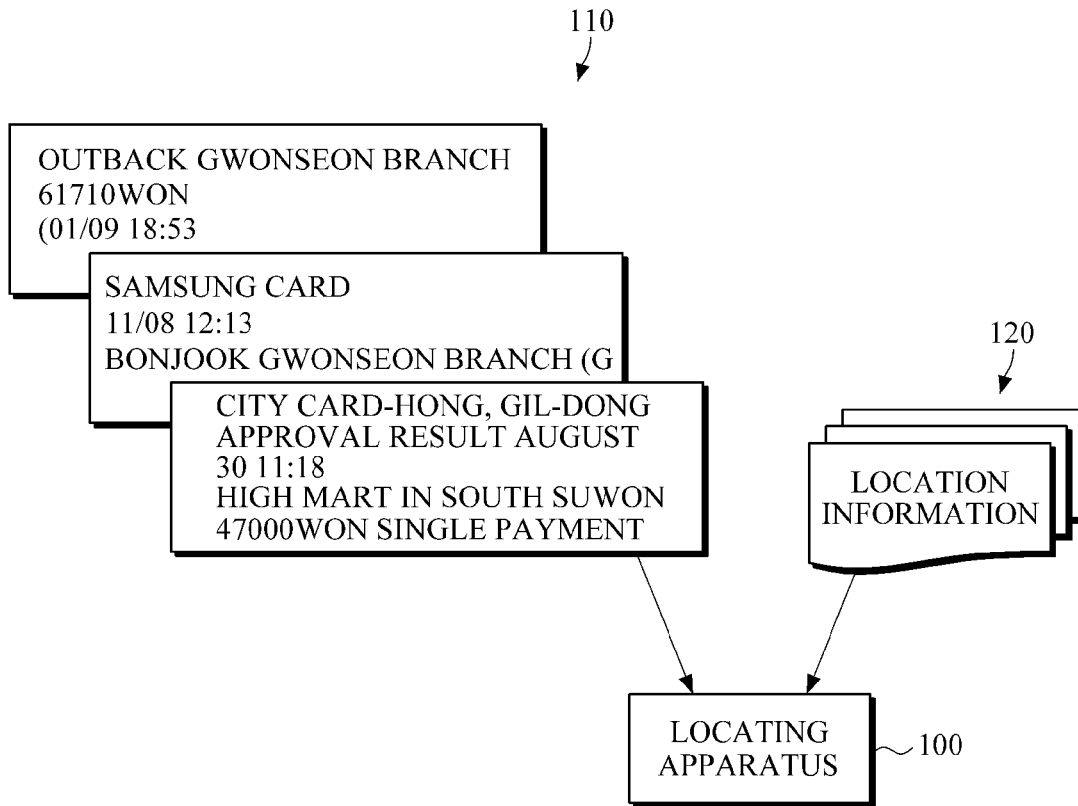 110
OUTBACK GWONSEON BRANCH
61710WON
(01/09 18:53
SAMSUNG CARD
11/08 12:13
BONJOOK GWONSEON BRANCH (G
CITY CARD-HONG, GIL-DONG
APPROVAL RESULT AUGUST
30 11:18
HIGH MART IN SOUTH SUWON
47000WON SINGLE PAYMENT
120
LOCATION
INFORMATION
LOCATING
APPARATUS
100